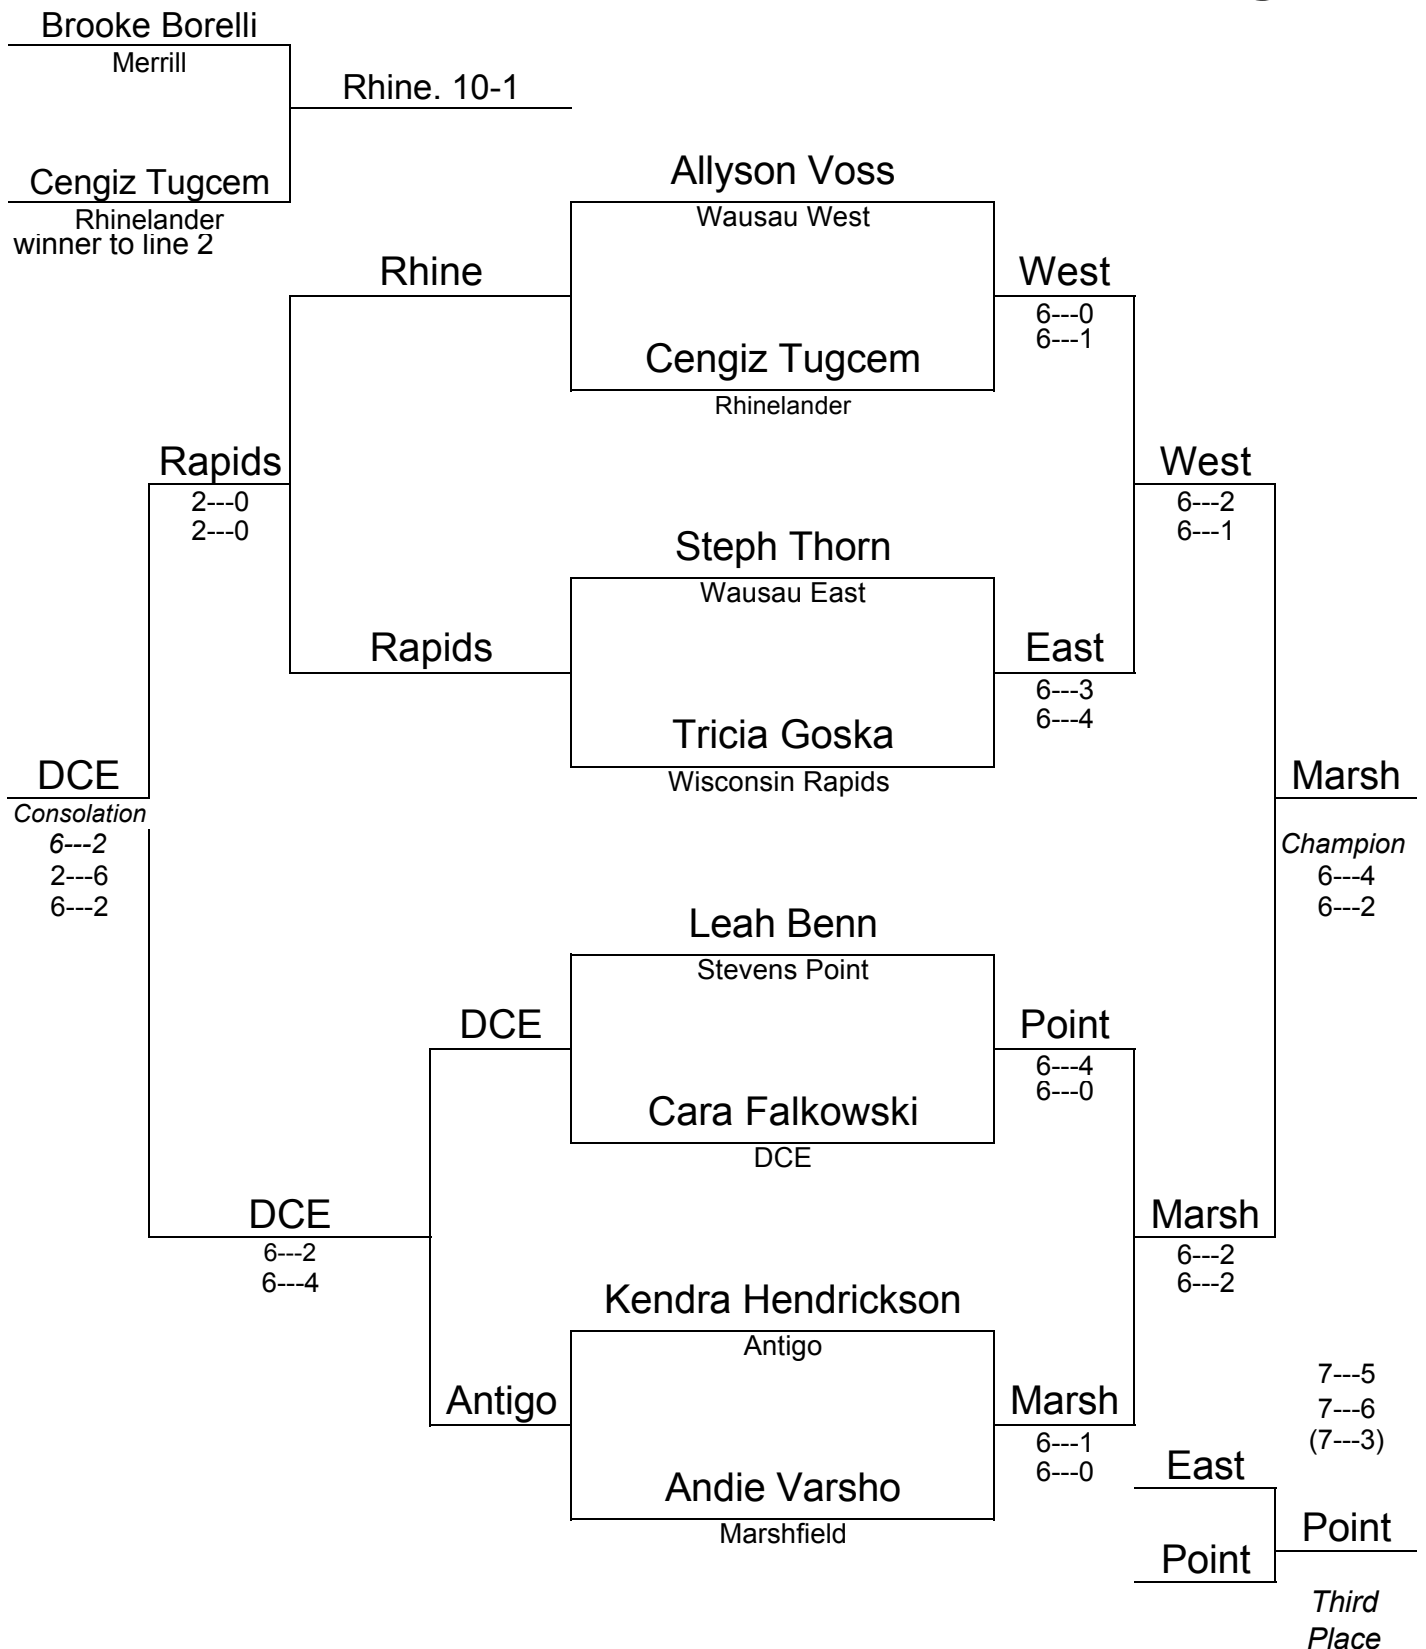 Brooke Borelli
Merrill
Rhine. 10-1
Cengiz Tugcem
Rhinelander
winner to line 2
Allyson Voss
Wausau West
Rhine
West
6---0
6---1
Cengiz Tugcem
Rhinelander
Rapids
2---0
2---0
West
6---2
6---1
Steph Thorn
Wausau East
Rapids
East
6---3
6---4
Tricia Goska
Wisconsin Rapids
DCE
Consolation
6---2
2---6
6---2
Marsh
Champion
6---4
6---2
Leah Benn
Stevens Point
DCE
Point
6---4
6---0
Cara Falkowski
DCE
DCE
6---2
6---4
Marsh
6---2
6---2
Kendra Hendrickson
Antigo
Antigo
Marsh
6---1
6---0
Andie Varsho
Marshfield
7---5
7---6
(7---3)
East
Point
Point
Third
Place